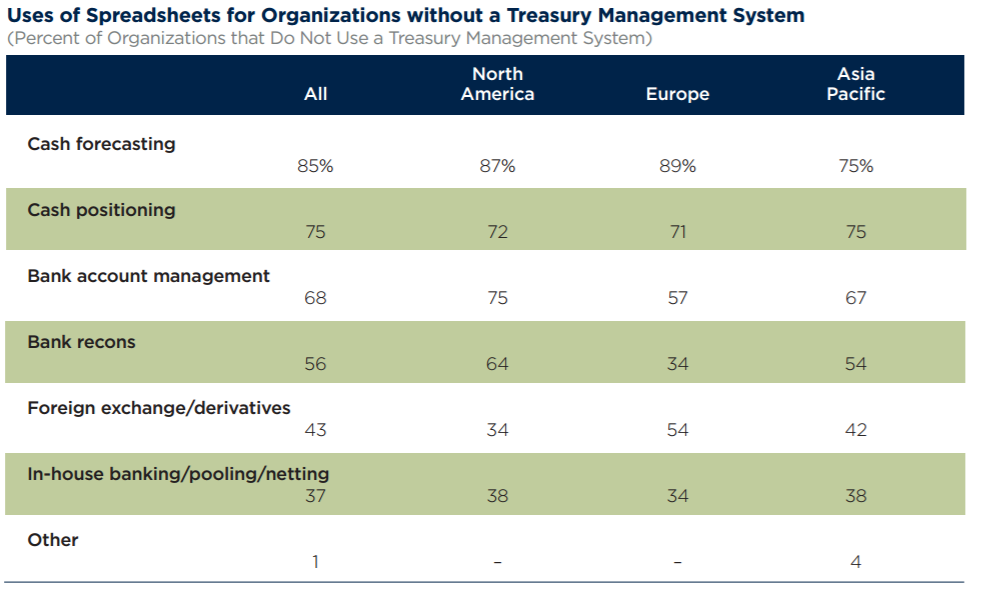 Uses of Spreadsheets for Organizations without a Treasury Management System
(Percent of Organizations that Do Not Use a Treasury Management System)
All North America Europe Asia Pacific
Cash forecasting
85% 87% 89% 75%
Cash positioning
75 72 71 75
Bank account management
68 75 57 67
Bank recons
56 64 34 54
Foreign exchange/derivatives
43 34 54 42
In-house banking/pooling/netting
37 38 34 38
Other
1 – – 4